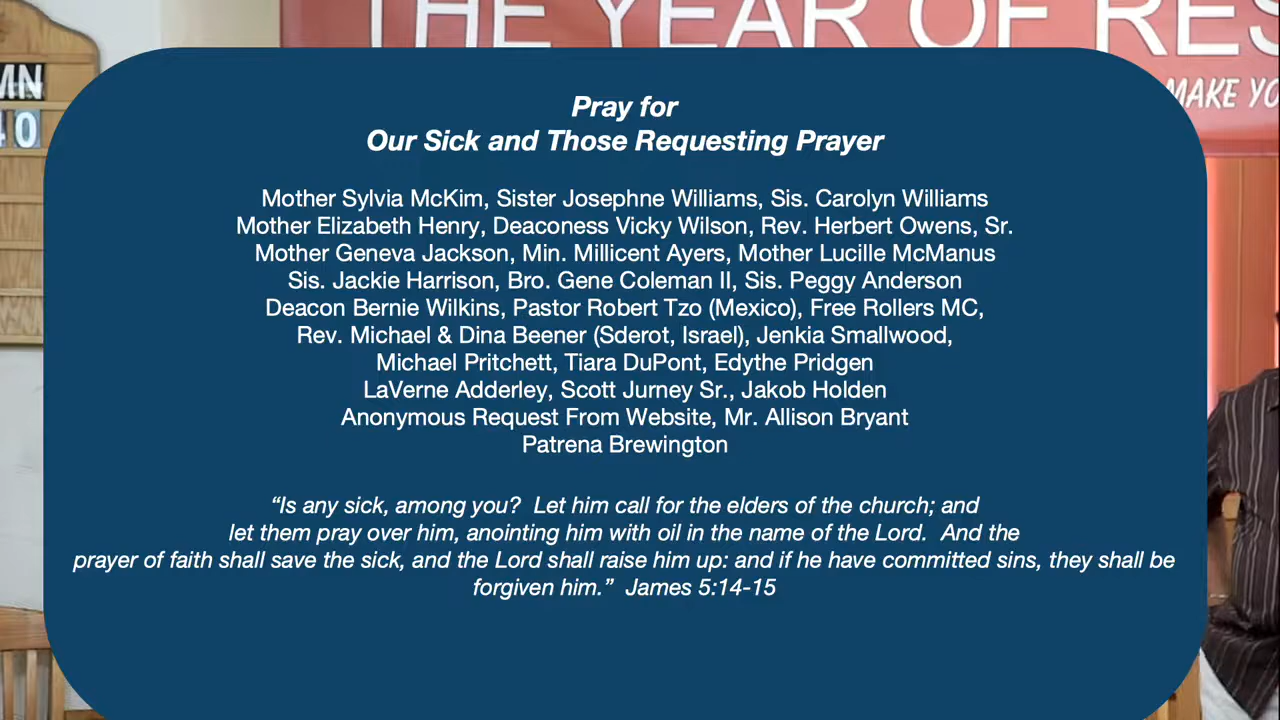 THE YEAR OF RES
MAKE YO
MN
40
Pray for
Our Sick and Those Requesting Prayer
Mother Sylvia McKim, Sister Josephne Williams, Sis. Carolyn Williams
Mother Elizabeth Henry, Deaconess Vicky Wilson, Rev. Herbert Owens, Sr.
Mother Geneva Jackson, Min. Millicent Ayers, Mother Lucille McManus
Sis. Jackie Harrison, Bro. Gene Coleman II, Sis. Peggy Anderson
Deacon Bernie Wilkins, Pastor Robert Tzo (Mexico), Free Rollers MC,
Rev. Michael & Dina Beener (Sderot, Israel), Jenkia Smallwood,
Michael Pritchett, Tiara DuPont, Edythe Pridgen
LaVerne Adderley, Scott Jurney Sr., Jakob Holden
Anonymous Request From Website, Mr. Allison Bryant
Patrena Brewington
“Is any sick, among you?  Let him call for the elders of the church; and
let them pray over him, anointing him with oil in the name of the Lord.  And the
prayer of faith shall save the sick, and the Lord shall raise him up: and if he have committed sins, they shall be
forgiven him.”  James 5:14-15